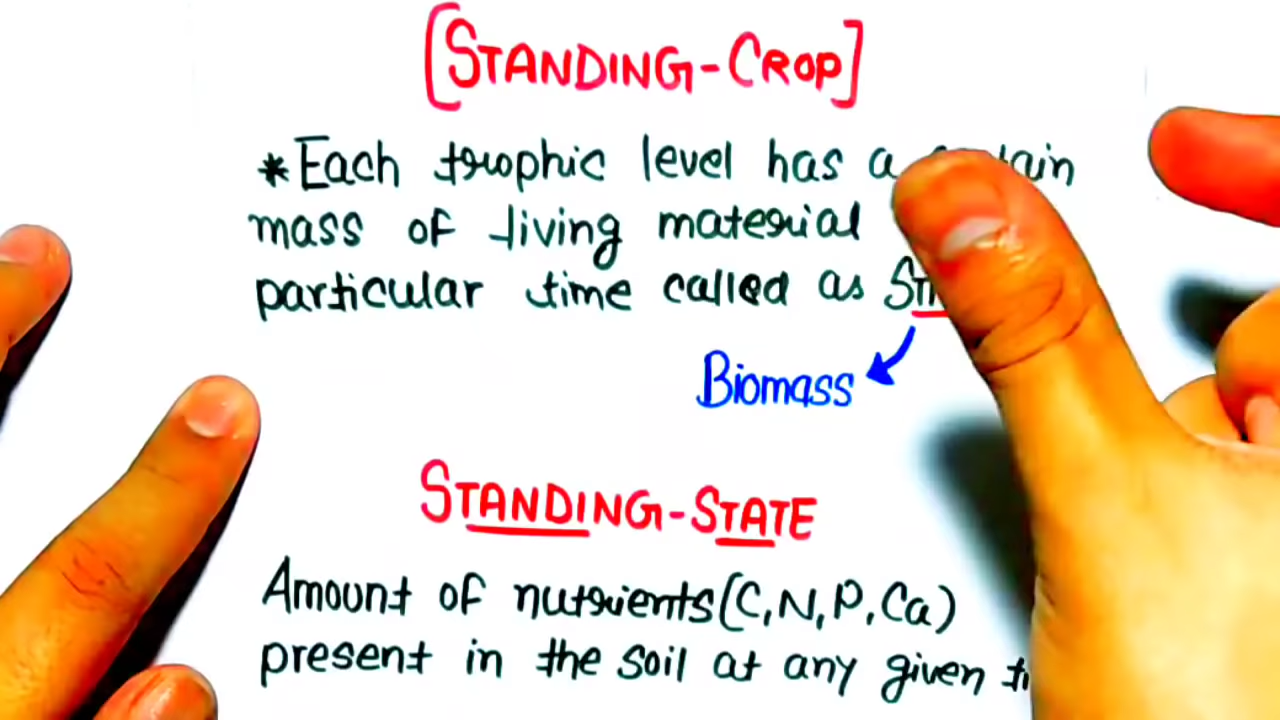 [STANDING-CROP]
*Each trophic level has a
mass of living material
particular time called as
Biomass
STANDING-STATE
Amount of nutrients(C,N,P,Ca)
present in the soil at any given